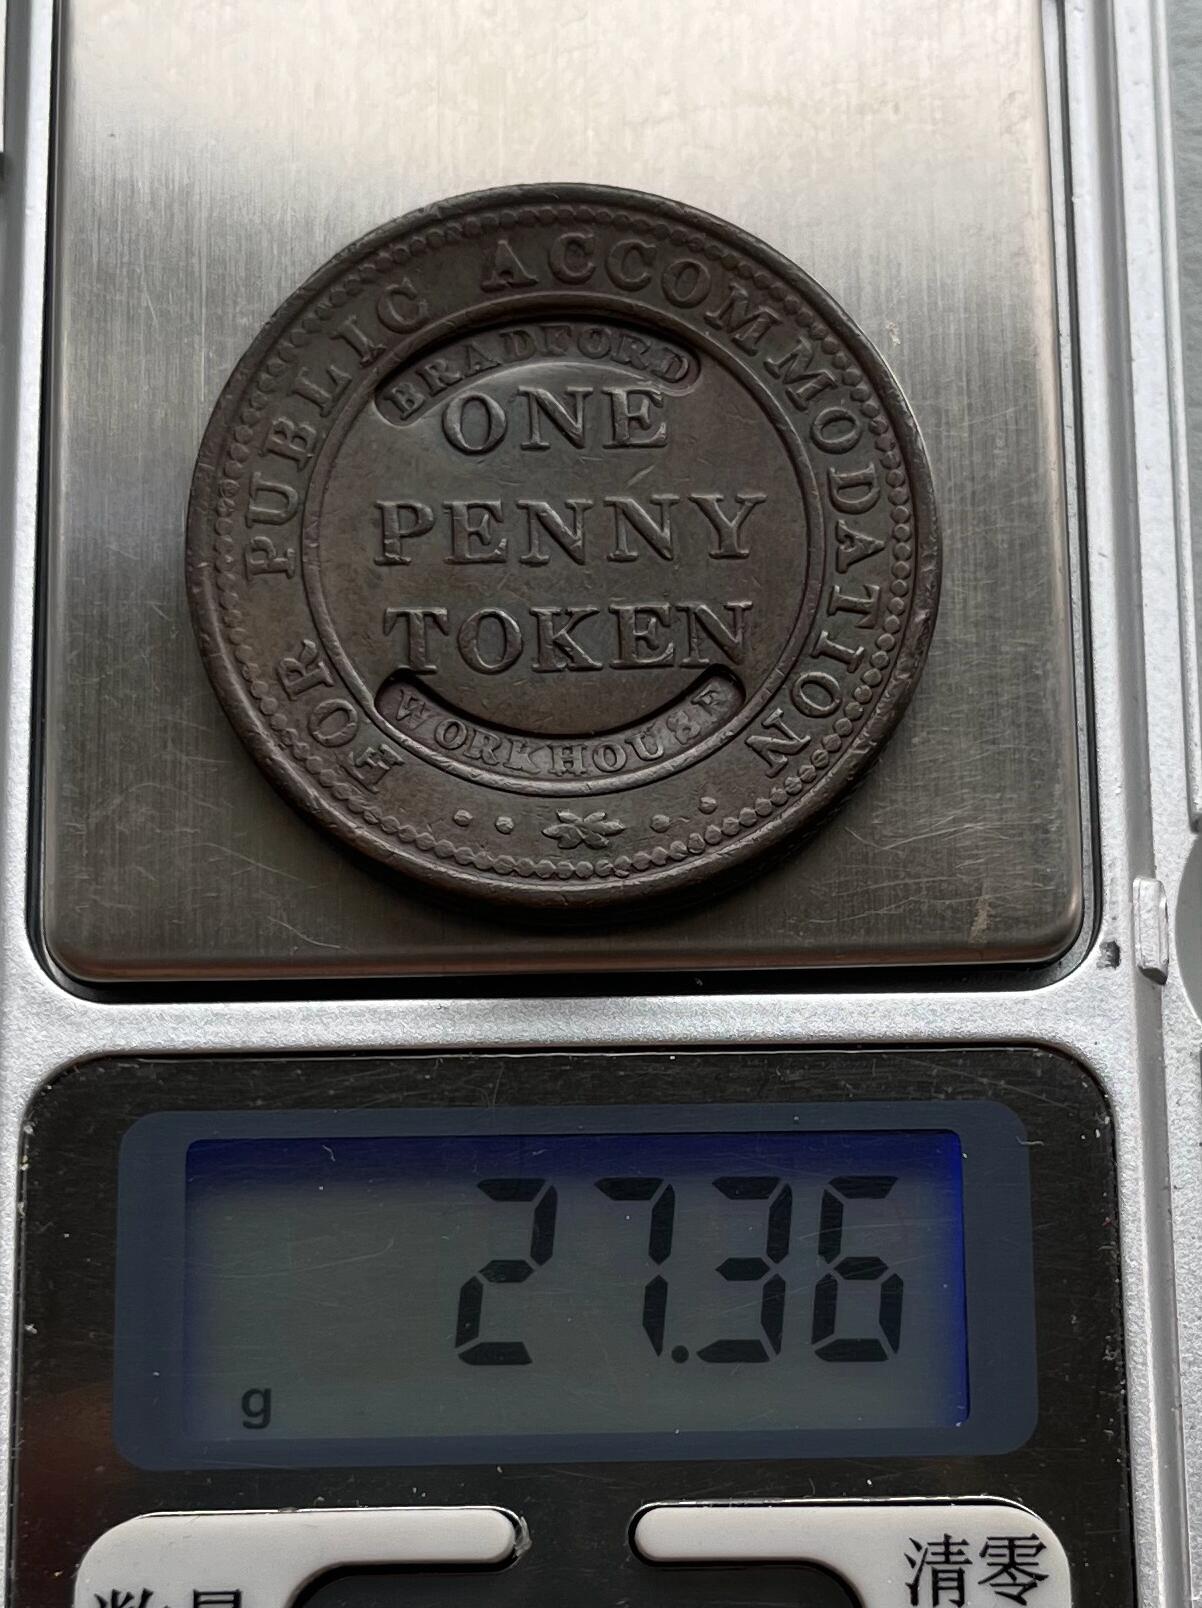 FOR PUBLIC ACCOMMODATION
BRADFORD
ONE
PENNY
TOKEN
WORKHOUSE
27.36
g
清零